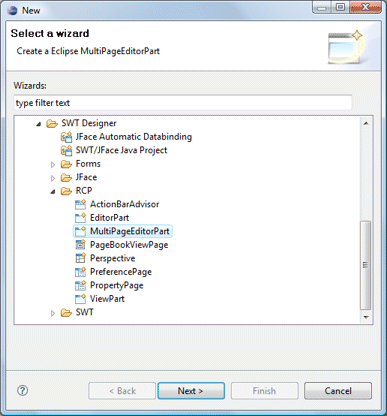 New
Select a wizard
Create a Eclipse MultiPageEditorPart
Wizards:
type filter text
SWT Designer
JFace Automatic Databinding
SWT/JFace Java Project
Forms
JFace
RCP
ActionBarAdvisor
EditorPart
MultiPageEditorPart
PageBookViewPage
Perspective
PreferencePage
PropertyPage
ViewPart
SWT
? < Back Next > Finish Cancel